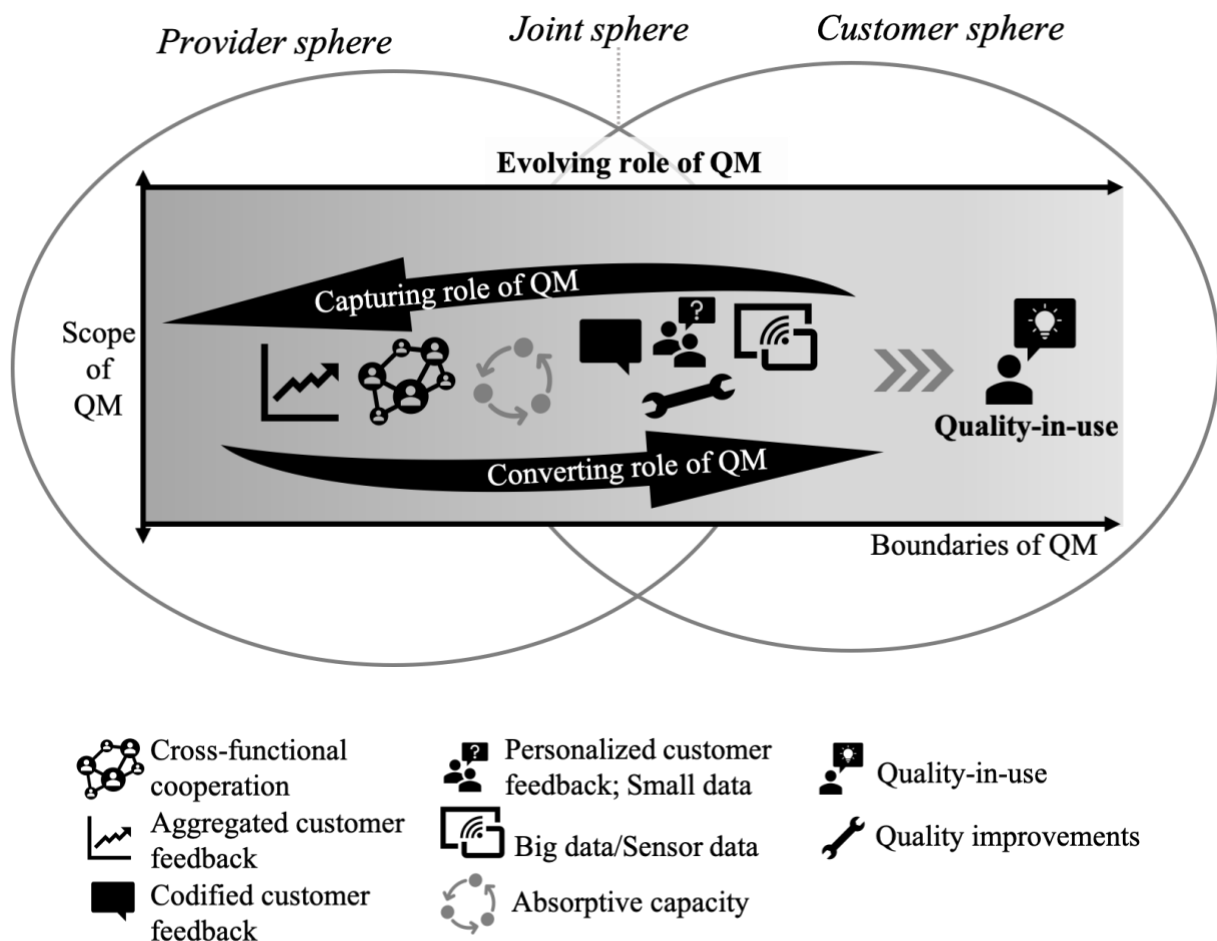 Provider sphere
Joint sphere
Customer sphere
Evolving role of QM
Capturing role of QM
Scope
of
QM
Quality-in-use
Converting role of QM
Boundaries of QM
Cross-functional
cooperation
Personalized customer
feedback; Small data
Quality-in-use
Aggregated customer
feedback
Big data/Sensor data
Quality improvements
Codified customer
feedback
Absorptive capacity